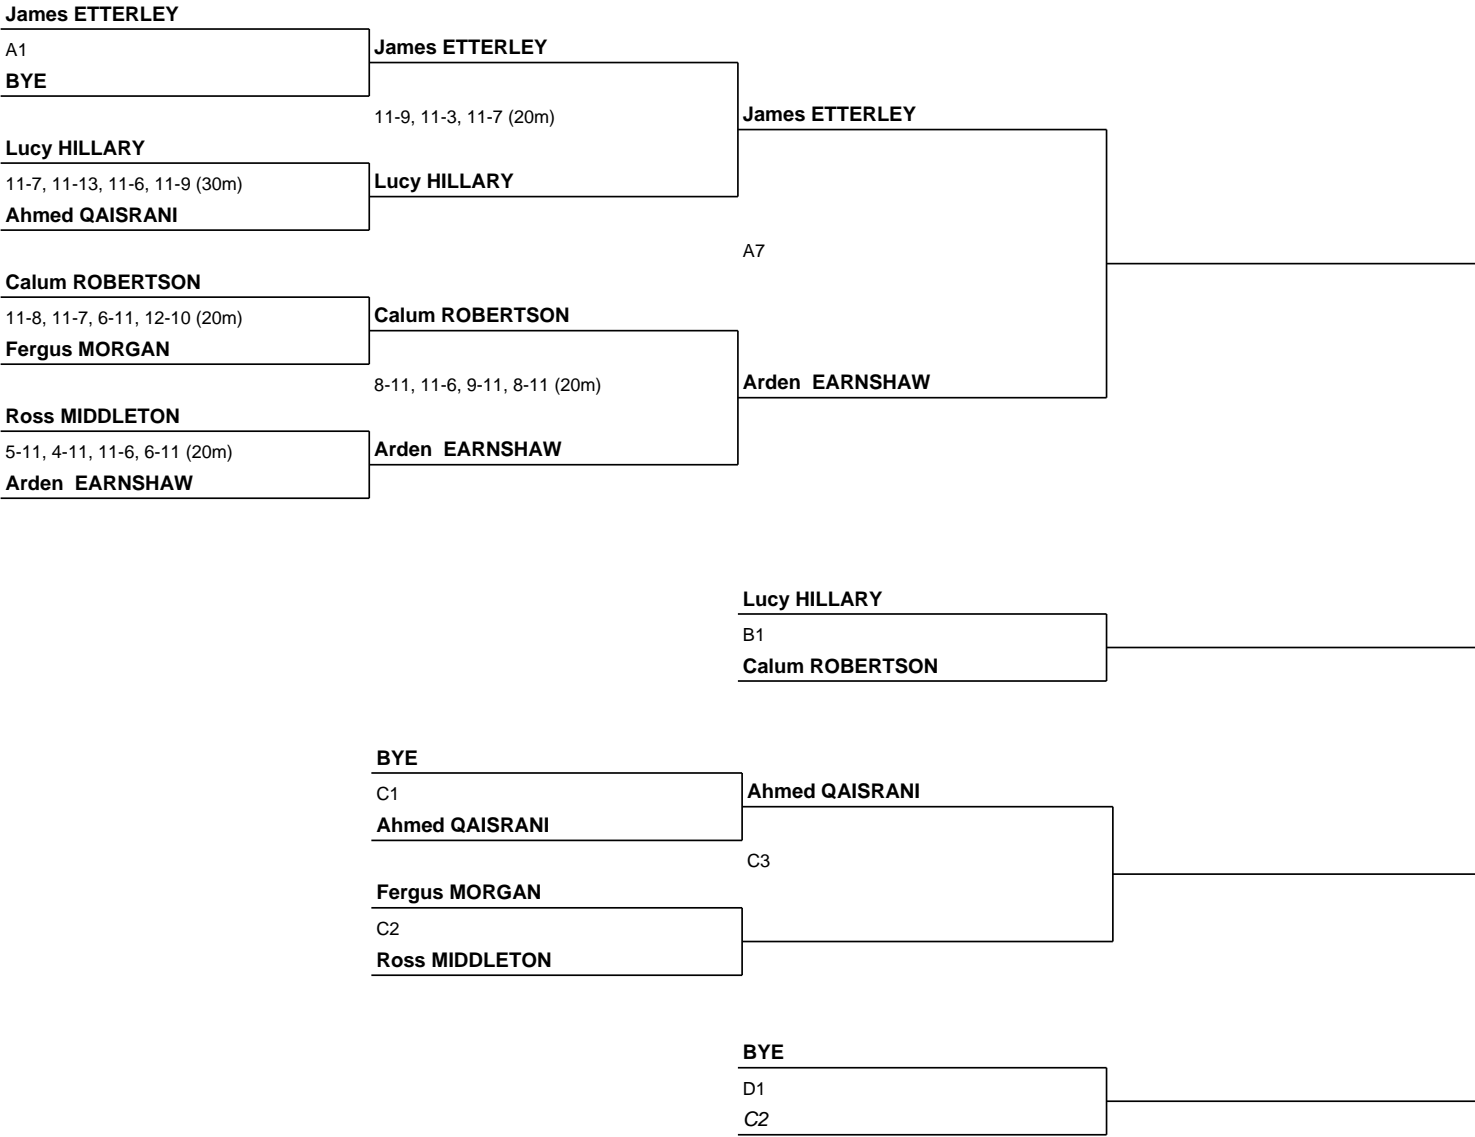 James ETTERLEY
A1
BYE
James ETTERLEY
11-9, 11-3, 11-7 (20m)
James ETTERLEY
Lucy HILLARY
11-7, 11-13, 11-6, 11-9 (30m)
Ahmed QAISRANI
Lucy HILLARY
A7
Calum ROBERTSON
11-8, 11-7, 6-11, 12-10 (20m)
Fergus MORGAN
Calum ROBERTSON
8-11, 11-6, 9-11, 8-11 (20m)
Arden EARNSHAW
Ross MIDDLETON
5-11, 4-11, 11-6, 6-11 (20m)
Arden EARNSHAW
Arden EARNSHAW
Lucy HILLARY
B1
Calum ROBERTSON
BYE
C1
Ahmed QAISRANI
Ahmed QAISRANI
C3
Fergus MORGAN
C2
Ross MIDDLETON
BYE
D1
C2